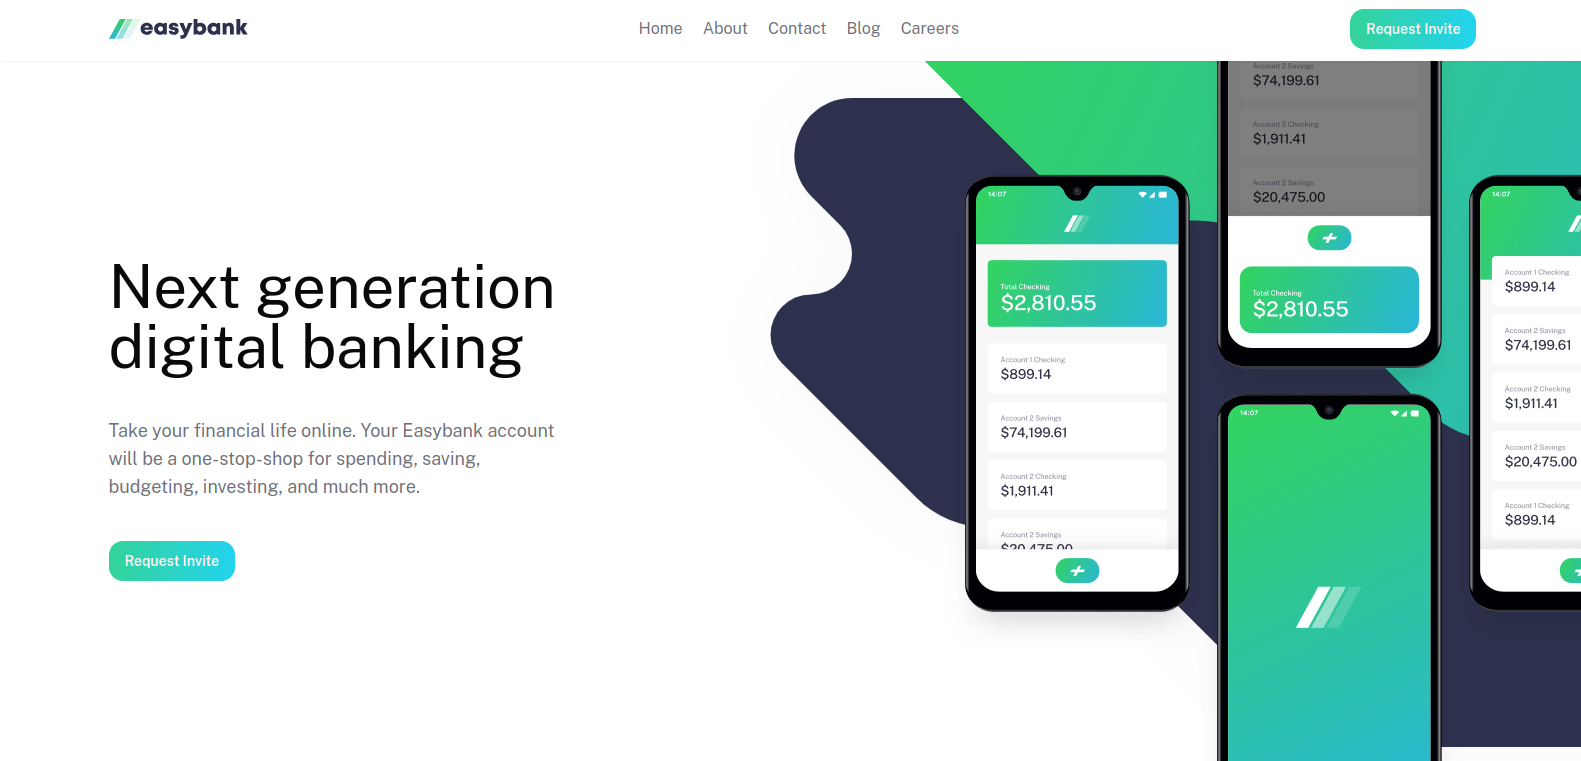 easybank
Home About Contact Blog Careers
Request Invite
Next generation
digital banking
Take your financial life online. Your Easybank account
will be a one-stop-shop for spending, saving,
budgeting, investing, and much more.
Request Invite
14:07
Total Checking
$2,810.55
Account 1 Checking
$899.14
Account 2 Savings
$74,199.61
Account 2 Checking
$1,911.41
Account 2 Savings
$20,475.00
Account 2 Savings
$74,199.61
Account 2 Checking
$1,911.41
Account 2 Savings
$20,475.00
Total Checking
$2,810.55
14:07
14:07
Account 1 Checking
$899.14
Account 2 Savings
$74,199.61
Account 2 Checking
$1,911.41
Account 2 Savings
$20,475.00
Account 1 Checking
$899.14